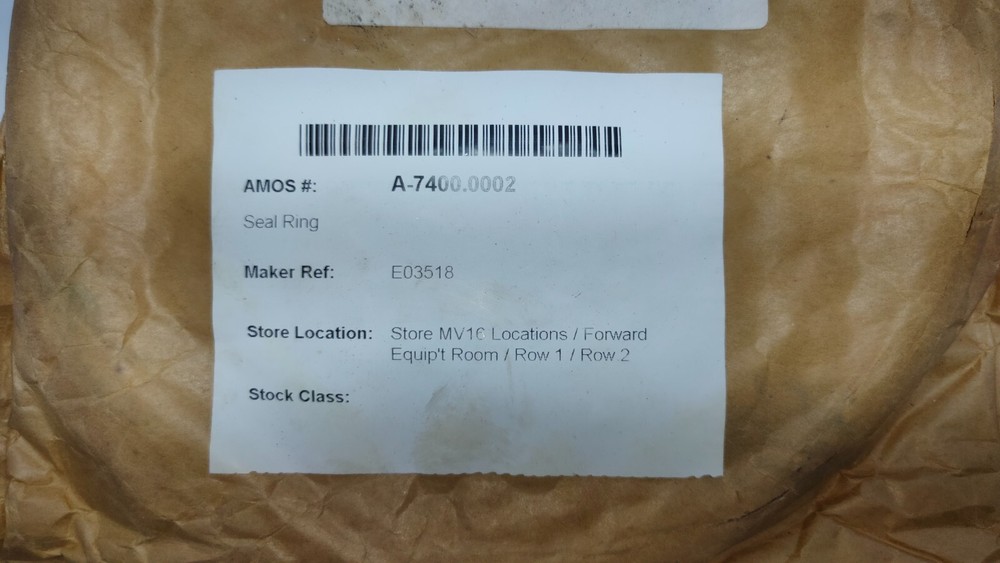 AMOS #: A-7400.0002
Seal Ring
Maker Ref: E03518
Store Location: Store MV16 Locations / Forward
Equip't Room / Row 1 / Row 2
Stock Class: